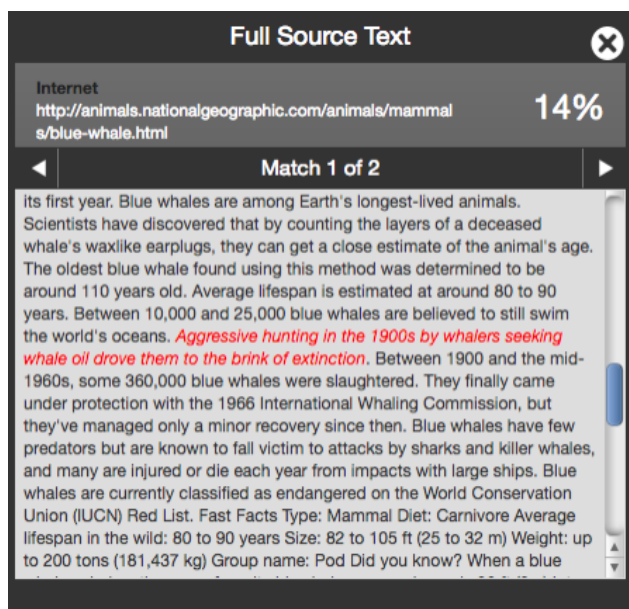 Full Source Text
Internet
http://animals.nationalgeographic.com/animals/mammal
s/blue-whale.html
14%
Match 1 of 2
its first year. Blue whales are among Earth's longest-lived animals.
Scientists have discovered that by counting the layers of a deceased
whale's waxlike earplugs, they can get a close estimate of the animal's age.
The oldest blue whale found using this method was determined to be
around 110 years old. Average lifespan is estimated at around 80 to 90
years. Between 10,000 and 25,000 blue whales are believed to still swim
the world's oceans. Aggressive hunting in the 1900s by whalers seeking
whale oil drove them to the brink of extinction. Between 1900 and the mid-
1960s, some 360,000 blue whales were slaughtered. They finally came
under protection with the 1966 International Whaling Commission, but
they've managed only a minor recovery since then. Blue whales have few
predators but are known to fall victim to attacks by sharks and killer whales,
and many are injured or die each year from impacts with large ships. Blue
whales are currently classified as endangered on the World Conservation
Union (IUCN) Red List. Fast Facts Type: Mammal Diet: Carnivore Average
lifespan in the wild: 80 to 90 years Size: 82 to 105 ft (25 to 32 m) Weight: up
to 200 tons (181,437 kg) Group name: Pod Did you know? When a blue